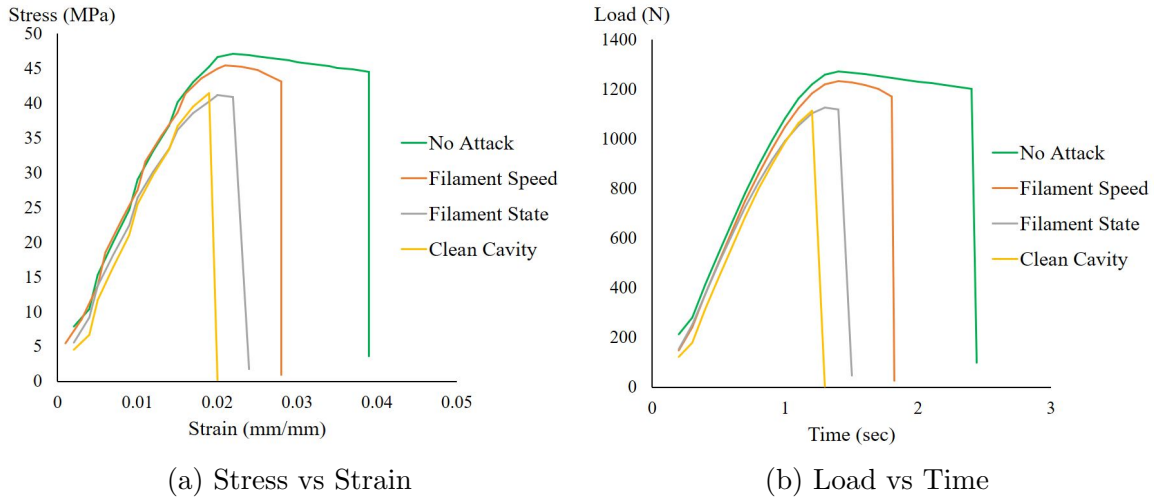 Stress (MPa)
50
45
40
35
30
25
20
15
10
5
0
0
0.01
0.02
0.03
0.04
0.05
Strain (mm/mm)
No Attack
Filament Speed
Filament State
Clean Cavity
(a) Stress vs Strain
Load (N)
1400
1200
1000
800
600
400
200
0
0
1
2
3
Time (sec)
No Attack
Filament Speed
Filament State
Clean Cavity
(b) Load vs Time